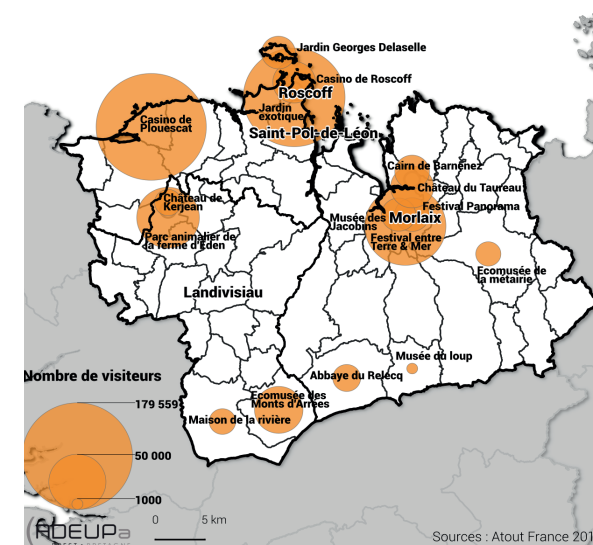 Jardin Georges Delaselle
Casino de Roscoff
Roscoff
Jardin
exotique
Casino de
Plouescat
Saint-Pol-de-Léon
Cairn de Barnenez
Château du Taureau
Château de
Kerjean
Festival Panorama
Musée des
Jacobins
Morlaix
Parc animalier de
la ferme d'Eden
Festival entre
Terre & Mer
Ecomusée de
la métairie
Landivisiau
Musée du loup
Nombre de visiteurs
Abbaye du Relecq
Ecomusée des
Monts d'Arrées
179 559
Maison de la rivière
50 000
1000
0 5 km
ADEUPa
Sources : Atout France